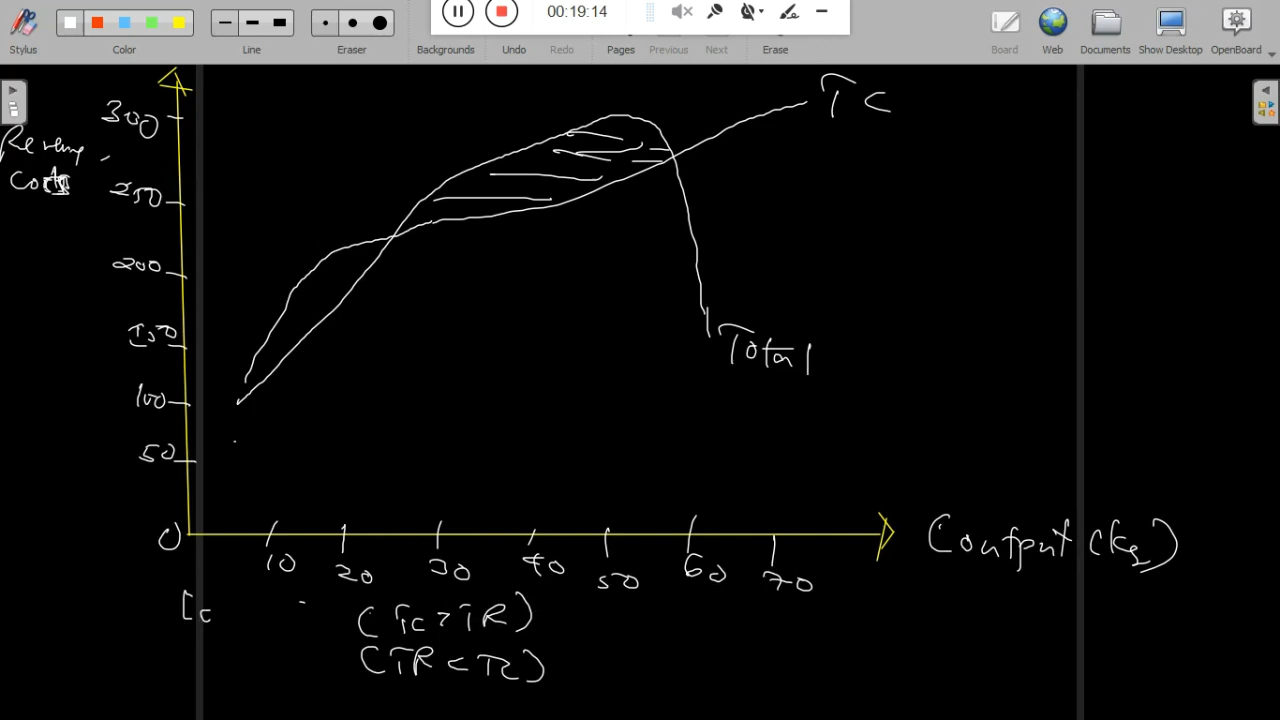 00:19:14
Stylus Color Line Eraser Backgrounds Undo Redo Pages Previous Next Erase Board Web Documents Show Desktop OpenBoard
TC
300
Costs
250
200
150
Total
100
50
0
10 20 30 40 50 60 70
(output (kg)
(TC > TR)
(TR < TC)